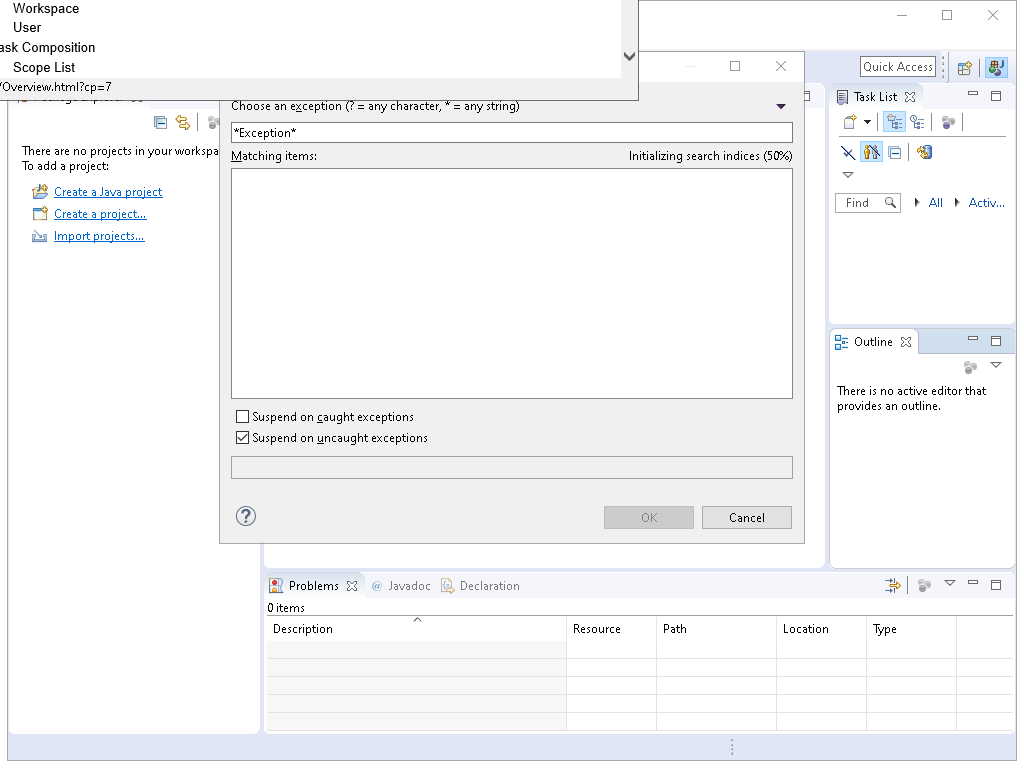 Workspace
User
ask Composition
Scope List
/Overview.html?cp=7
Quick Access
Choose an exception (? = any character, * = any string)
*Exception*
Matching items:
Initializing search indices (50%)
There are no projects in your workspa
To add a project:
Create a Java project
Create a project...
Import projects...
Suspend on caught exceptions
Suspend on uncaught exceptions
OK
Cancel
Task List
Find
All
Activ...
Outline
There is no active editor that
provides an outline.
Problems
@ Javadoc
Declaration
0 items
Description
Resource
Path
Location
Type